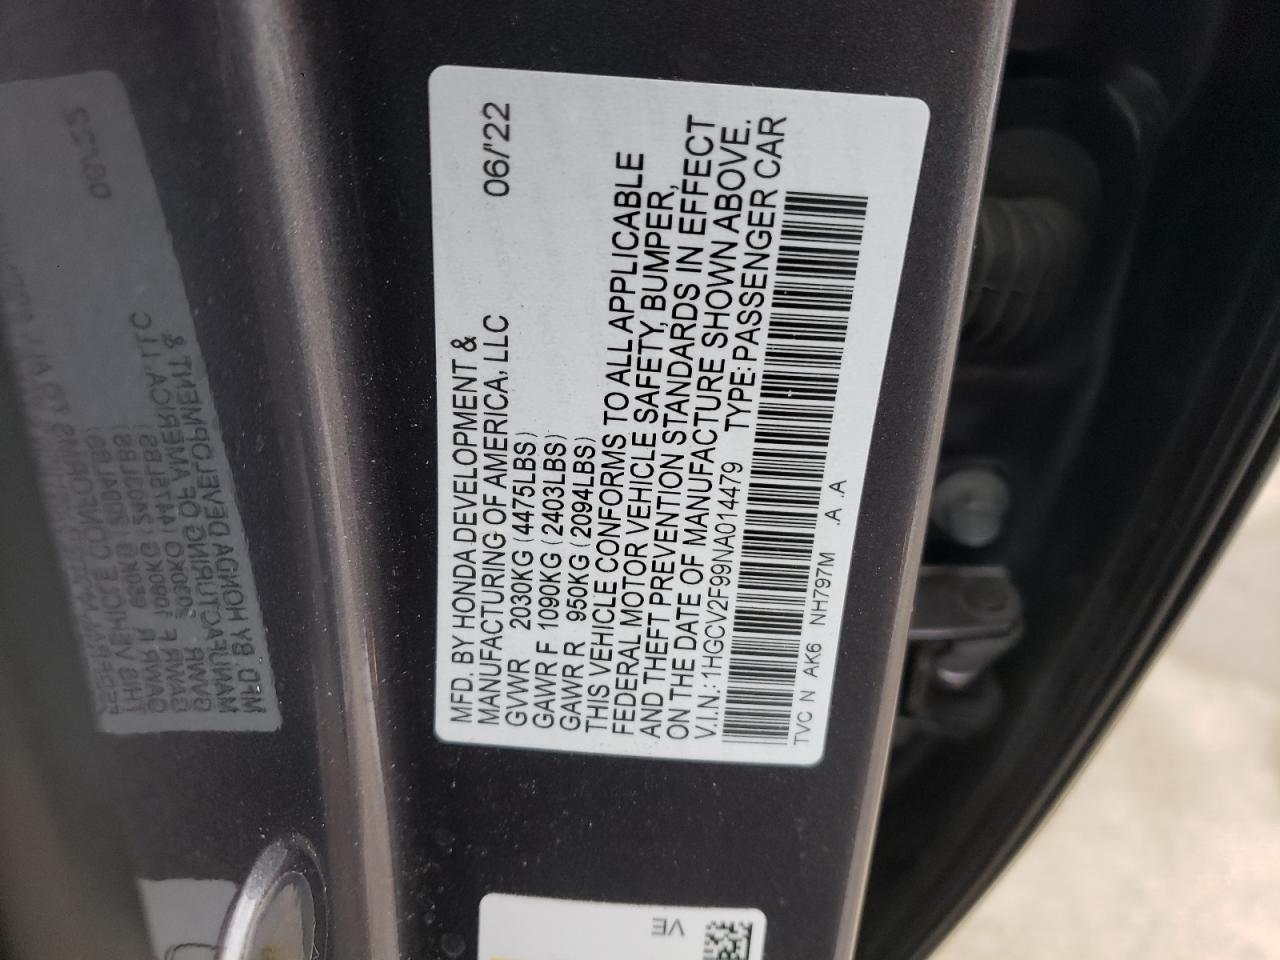 MFD. BY HONDA DEVELOPMENT &
MANUFACTURING OF AMERICA, LLC 06/'22
GVWR 2030KG (4475LBS)
GAWR F 1090KG (2403LBS)
GAWR R 950KG (2094LBS)
THIS VEHICLE CONFORMS TO ALL APPLICABLE
FEDERAL MOTOR VEHICLE SAFETY, BUMPER,
AND THEFT PREVENTION STANDARDS IN EFFECT
ON THE DATE OF MANUFACTURE SHOWN ABOVE.
V.I.N.: 1HGCV2F99NA014479 TYPE: PASSENGER CAR
TVC N AK6 NH797M .A .A
VE